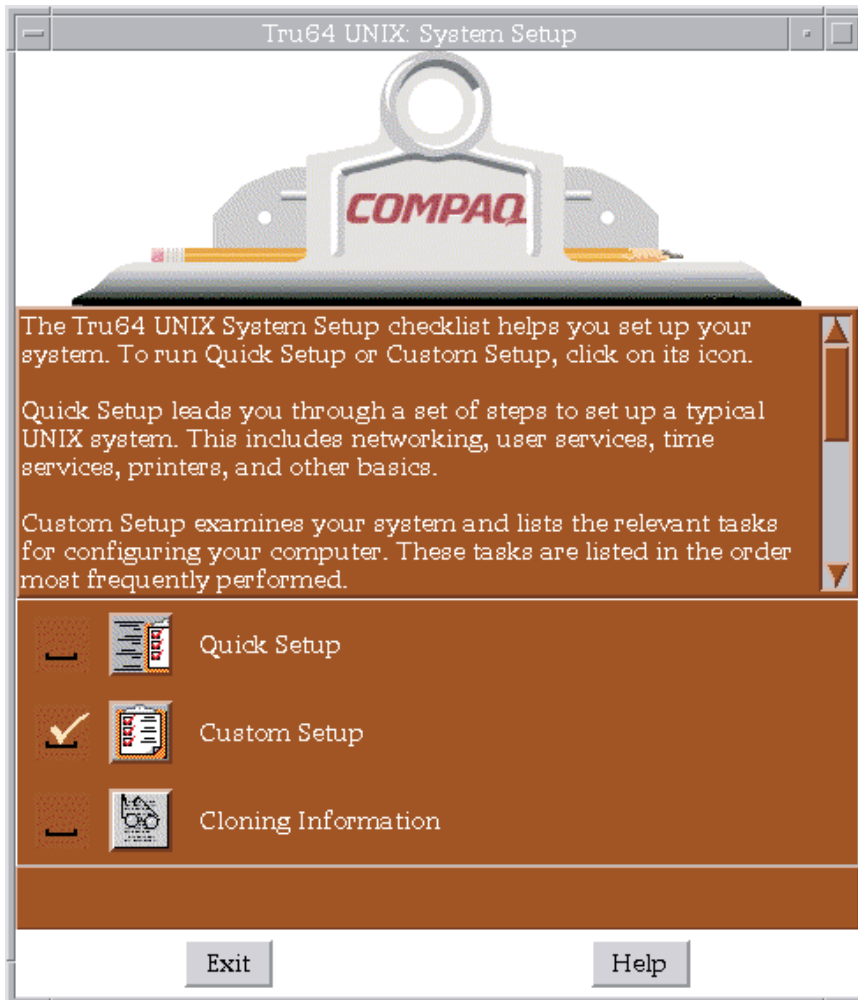 Tru64 UNIX: System Setup
COMPAQ
The Tru64 UNIX System Setup checklist helps you set up your
system. To run Quick Setup or Custom Setup, click on its icon.
Quick Setup leads you through a set of steps to set up a typical
UNIX system. This includes networking, user services, time
services, printers, and other basics.
Custom Setup examines your system and lists the relevant tasks
for configuring your computer. These tasks are listed in the order
most frequently performed.
Quick Setup
Custom Setup
Cloning Information
Exit
Help